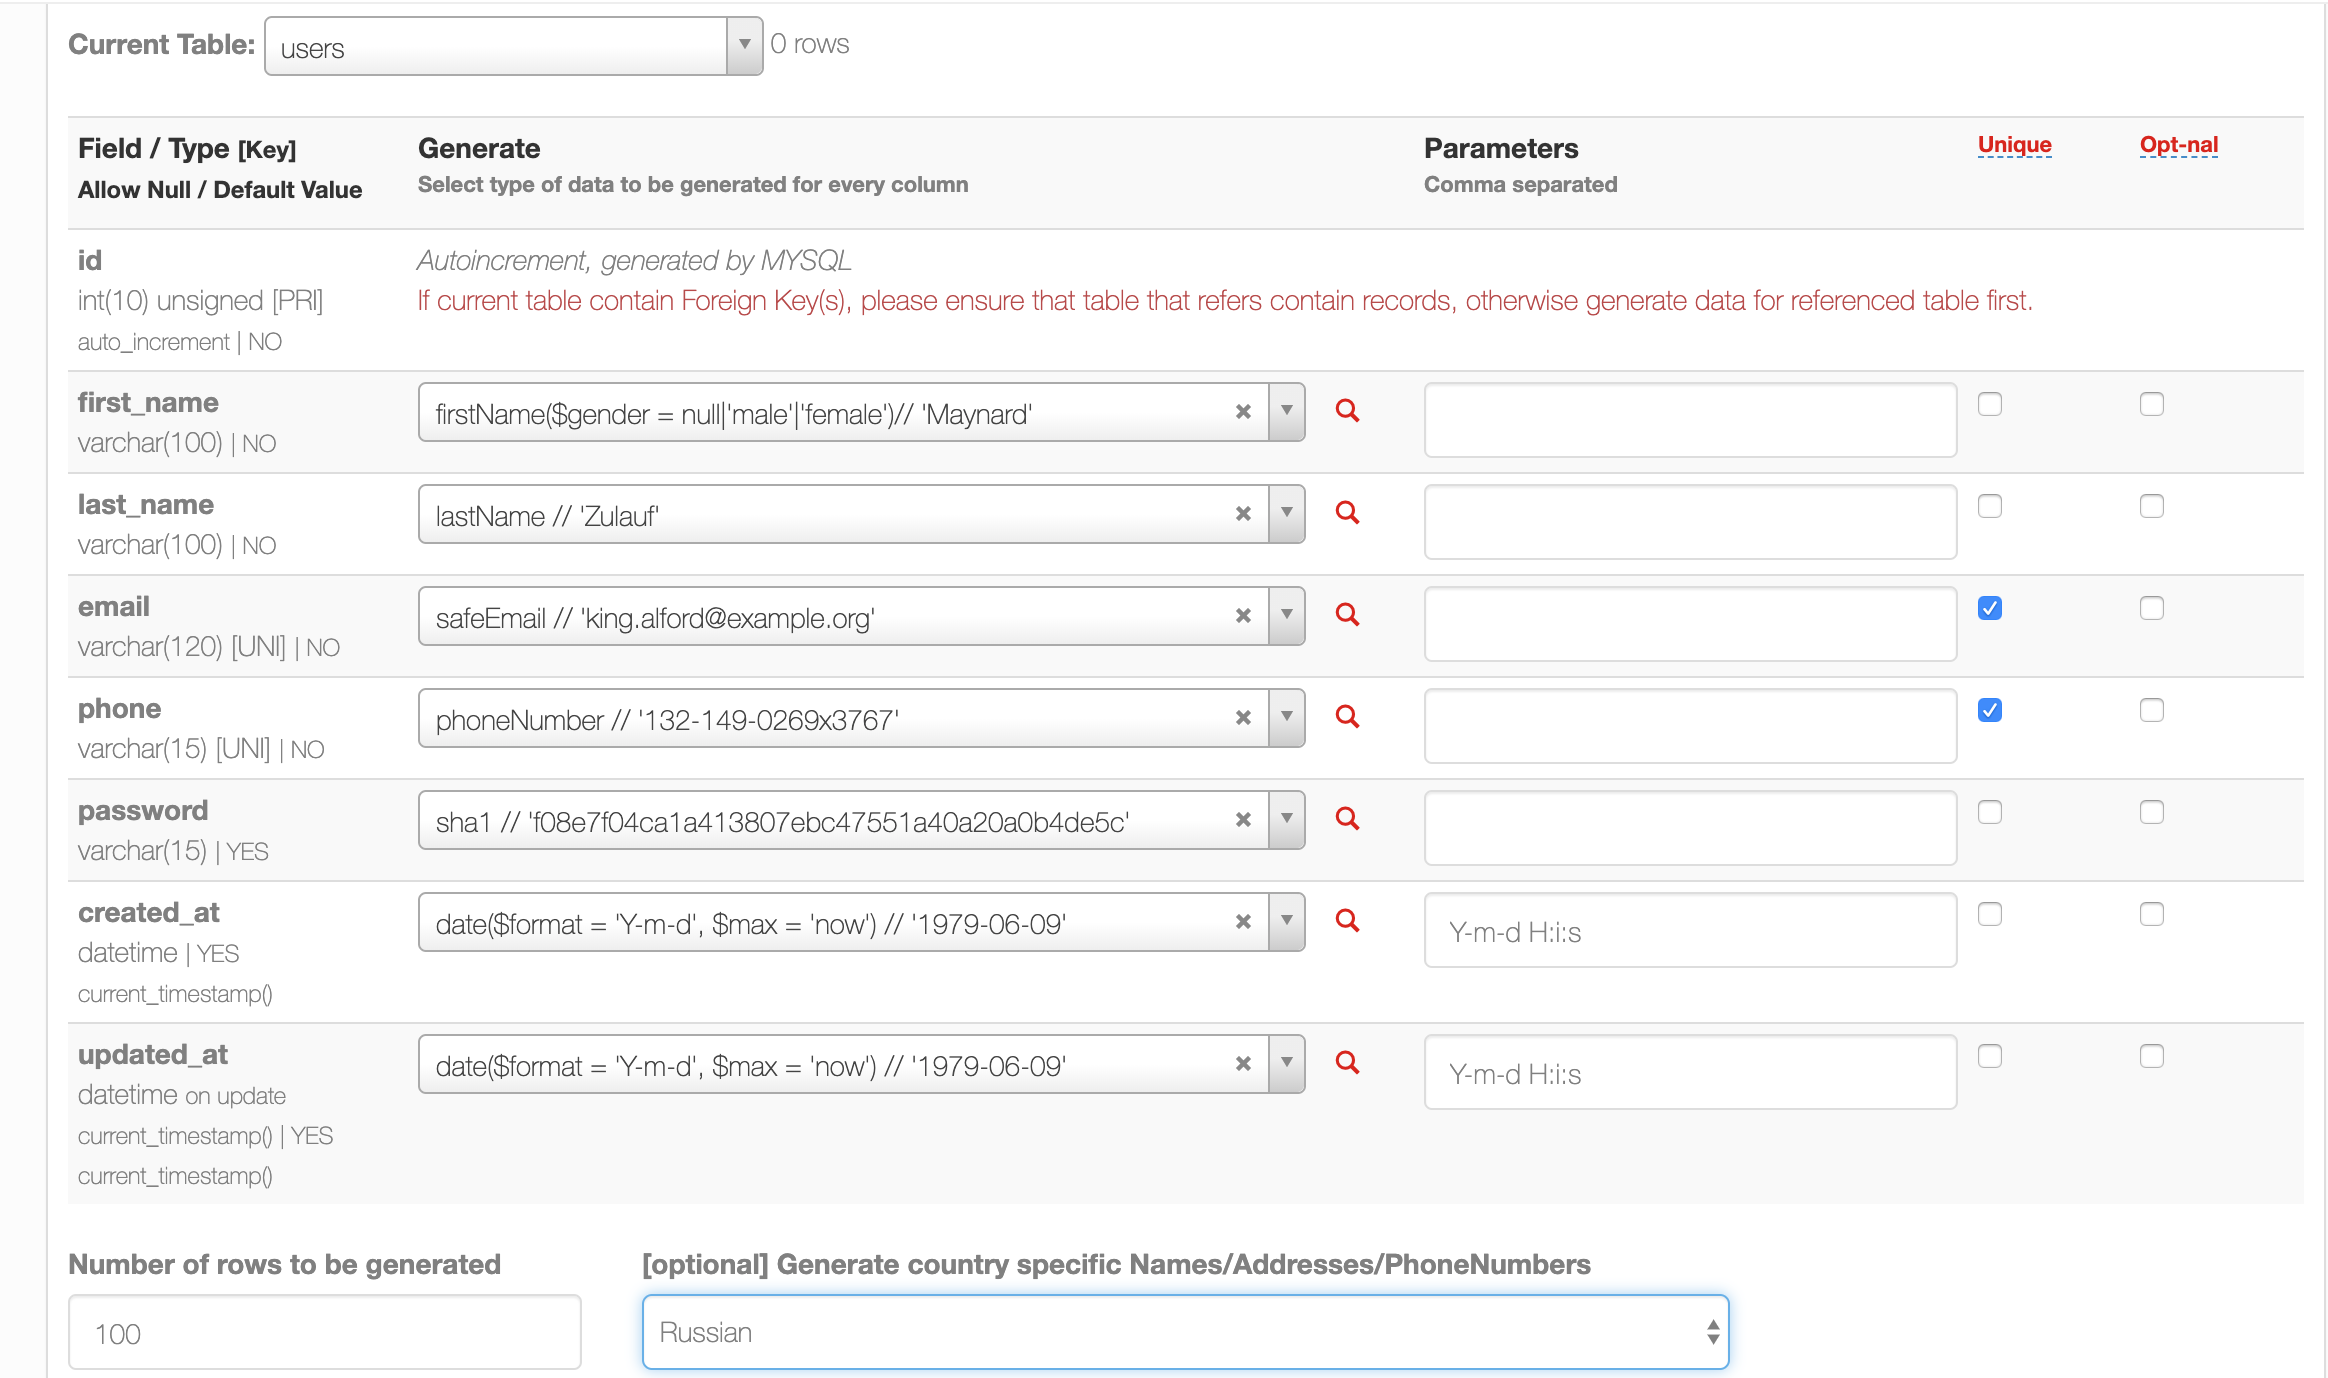 Current Table: users 0 rows
Field / Type [Key] Generate Parameters Unique Opt-nal
Allow Null / Default Value Select type of data to be generated for every column Comma separated
id Autoincrement, generated by MYSQL
int(10) unsigned [PRI] If current table contain Foreign Key(s), please ensure that table that refers contain records, otherwise generate data for referenced table first.
auto_increment | NO
first_name firstName($gender = null|'male'|'female')// 'Maynard'
varchar(100) | NO
last_name lastName // 'Zulauf'
varchar(100) | NO
email safeEmail // 'king.alford@example.org'
varchar(120) [UNI] | NO
phone phoneNumber // '132-149-0269x3767'
varchar(15) [UNI] | NO
password sha1 // 'f08e7f04ca1a413807ebc47551a40a20a0b4de5c'
varchar(15) | YES
created_at date($format = 'Y-m-d', $max = 'now') // '1979-06-09' Y-m-d H:i:s
datetime | YES
current_timestamp()
updated_at date($format = 'Y-m-d', $max = 'now') // '1979-06-09' Y-m-d H:i:s
datetime on update
current_timestamp() | YES
current_timestamp()
Number of rows to be generated [optional] Generate country specific Names/Addresses/PhoneNumbers
100 Russian